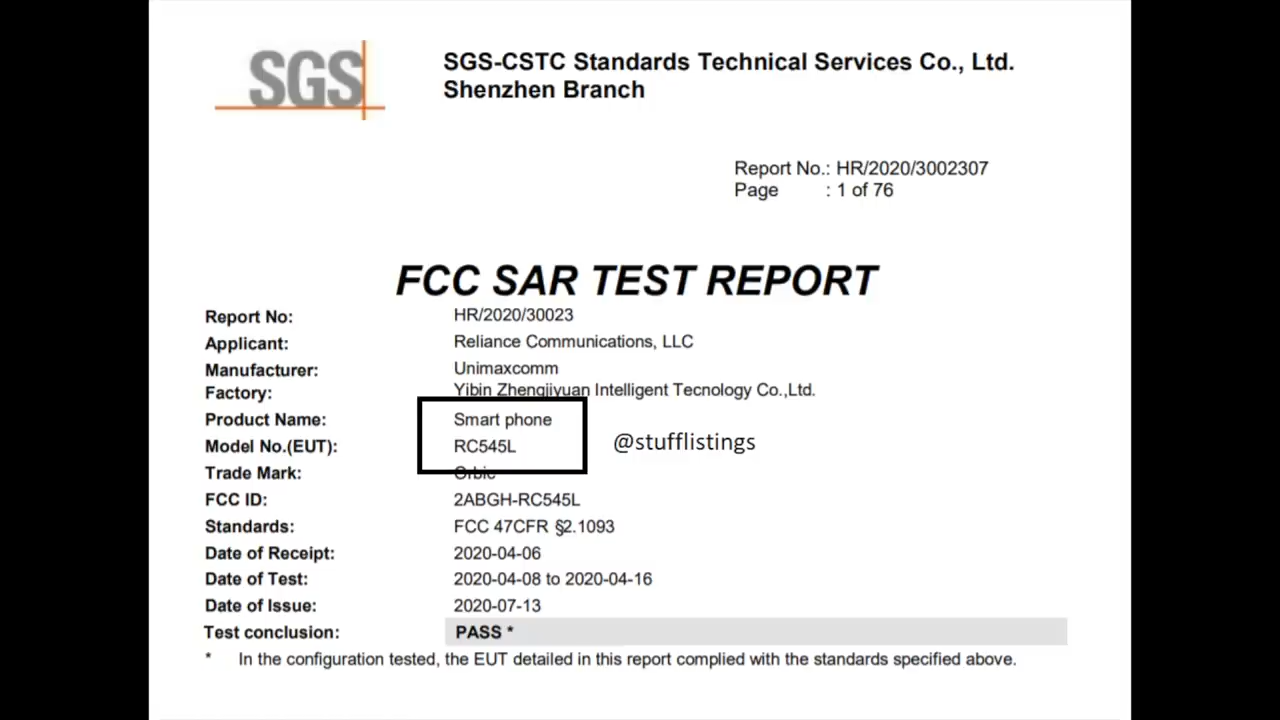 SGS
SGS-CSTC Standards Technical Services Co., Ltd.
Shenzhen Branch
Report No.: HR/2020/3002307
Page : 1 of 76
FCC SAR TEST REPORT
Report No: HR/2020/30023
Applicant: Reliance Communications, LLC
Manufacturer: Unimaxcomm
Factory: Yibin Zhengjiyuan Intelligent Tecnology Co.,Ltd.
Product Name: Smart phone
Model No.(EUT): RC545L
@stufflistings
Trade Mark: Orbic
FCC ID: 2ABGH-RC545L
Standards: FCC 47CFR §2.1093
Date of Receipt: 2020-04-06
Date of Test: 2020-04-08 to 2020-04-16
Date of Issue: 2020-07-13
Test conclusion: PASS *
* In the configuration tested, the EUT detailed in this report complied with the standards specified above.